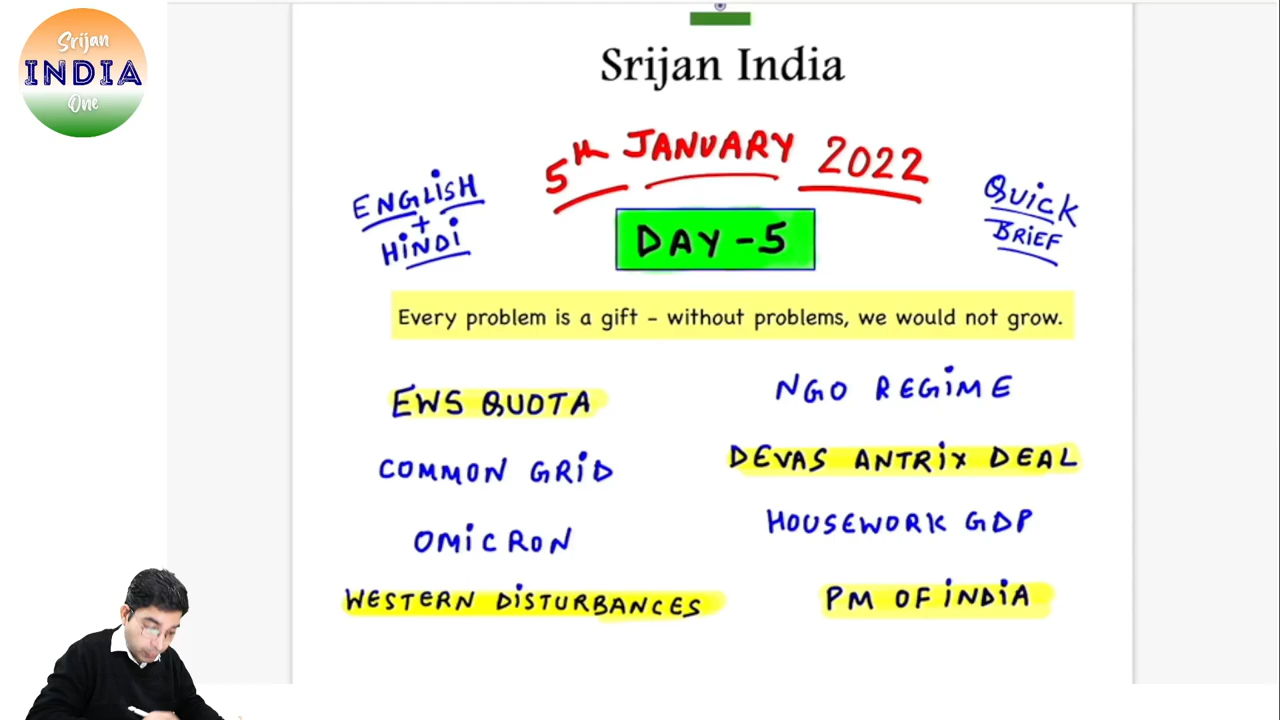 Srijan
INDIA
One
Srijan India
5th JANUARY 2022
ENGLiSH
+
HiNDi
QUiCK
BRiEF
DAY - 5
Every problem is a gift - without problems, we would not grow.
EWS QUOTA
NGO REGiME
COMMON GRiD
DEVAS ANTRiX DEAL
OMiCRON
HOUSEWORK GDP
WESTERN DiSTURBANCES
PM OF iNDiA